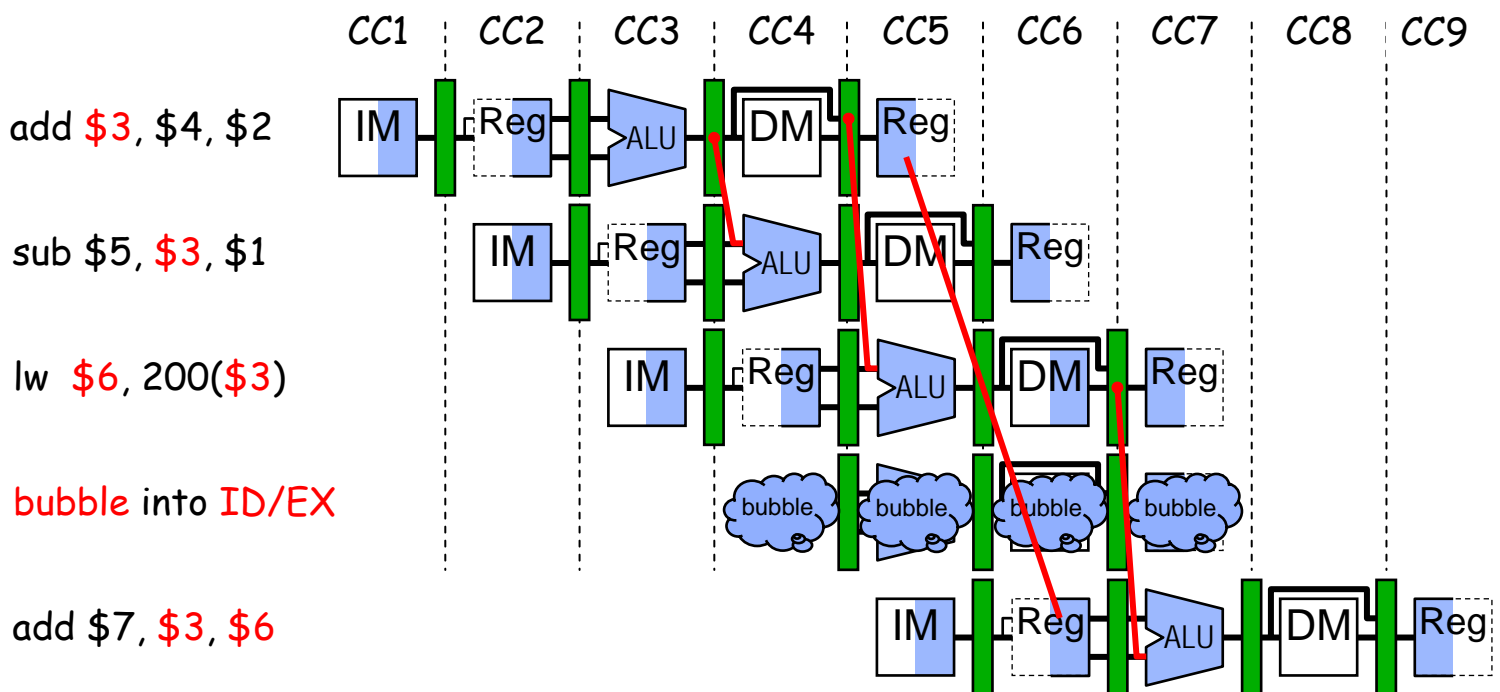 CC1 CC2 CC3 CC4 CC5 CC6 CC7 CC8 CC9
add $3, $4, $2 IM Reg ALU DM Reg
sub $5, $3, $1 IM Reg ALU DM Reg
lw $6, 200($3) IM Reg ALU DM Reg
bubble into ID/EX bubble bubble bubble bubble
add $7, $3, $6 IM Reg ALU DM Reg